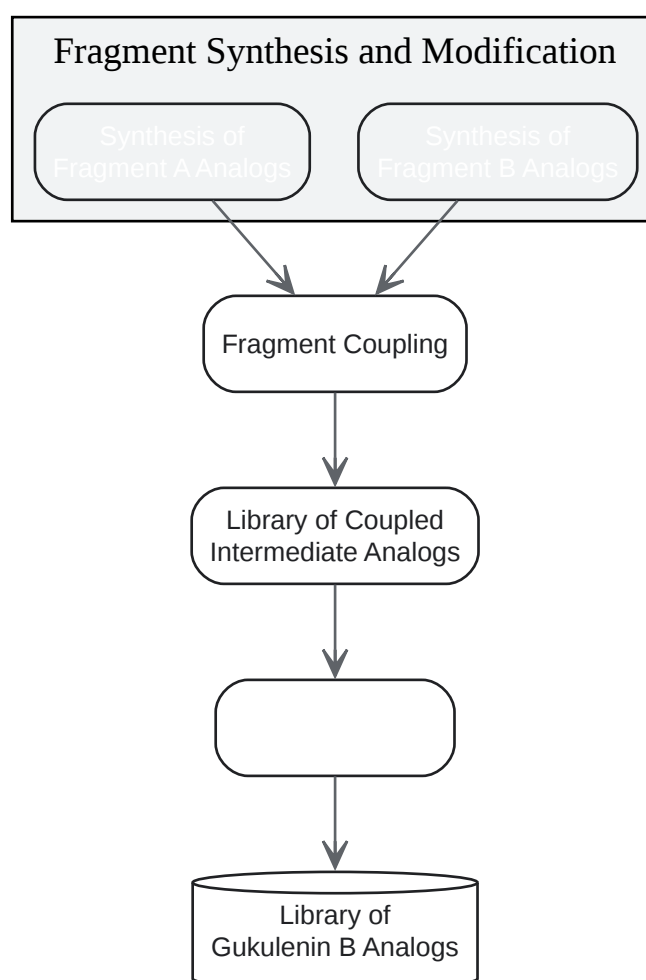 Fragment Synthesis and Modification
Synthesis of
Fragment A Analogs
Synthesis of
Fragment B Analogs
Fragment Coupling
Library of Coupled
Intermediate Analogs
Library of
Gukulenin B Analogs